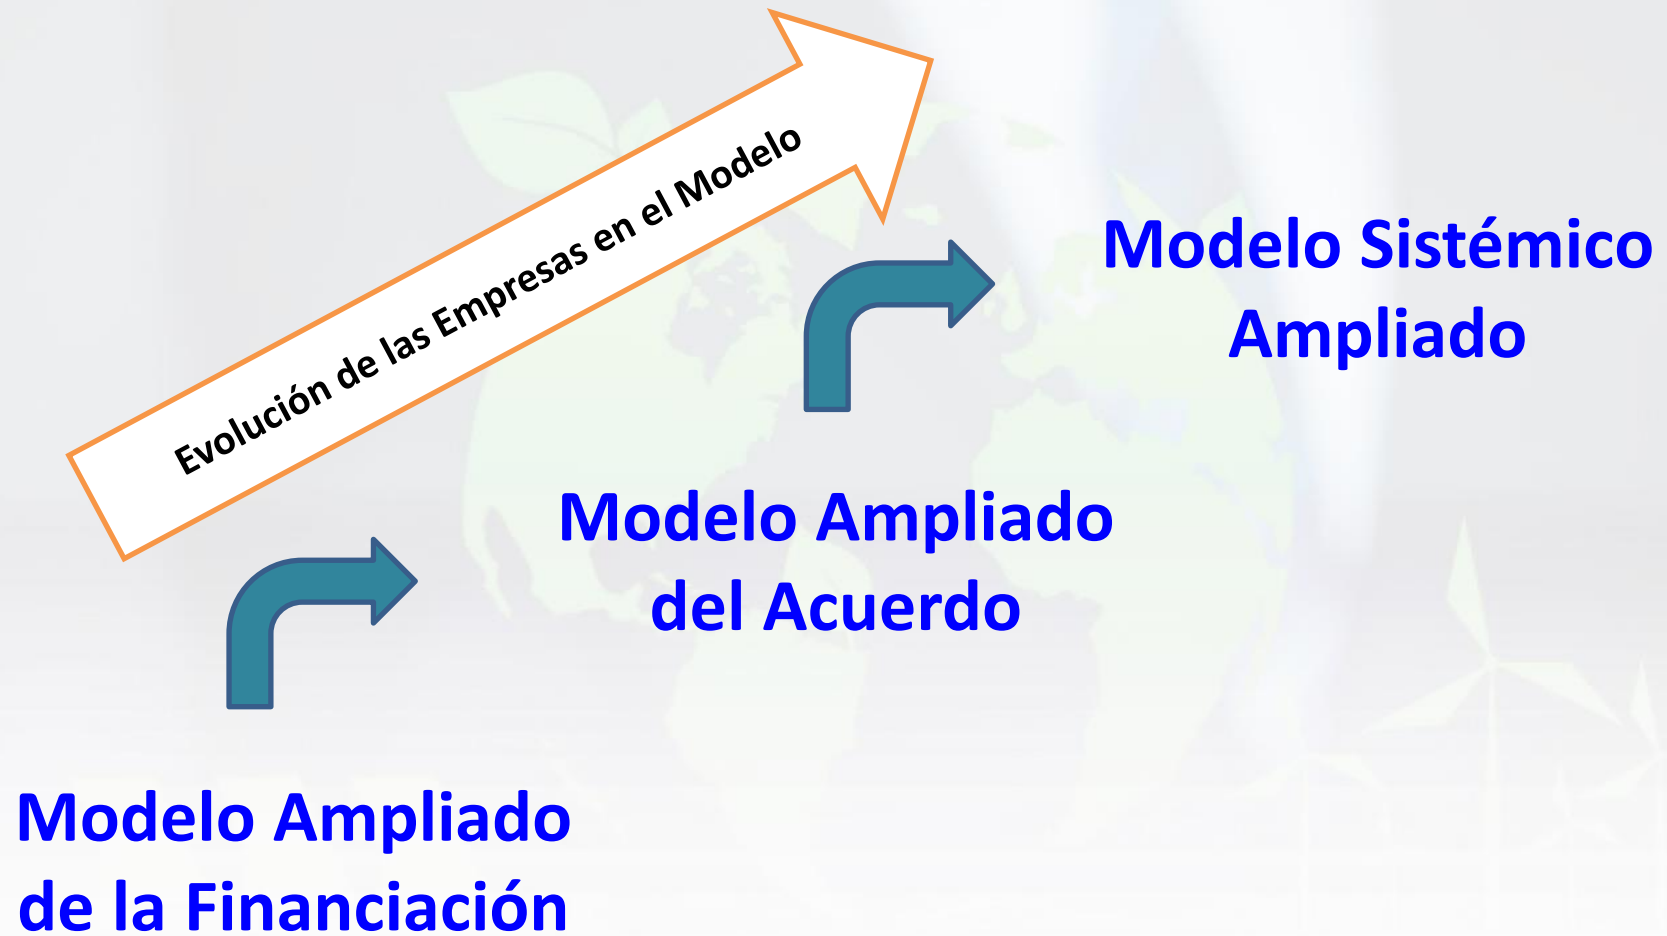 Evolución de las Empresas en el Modelo
Modelo Sistémico
Ampliado
Modelo Ampliado
del Acuerdo
Modelo Ampliado
de la Financiación